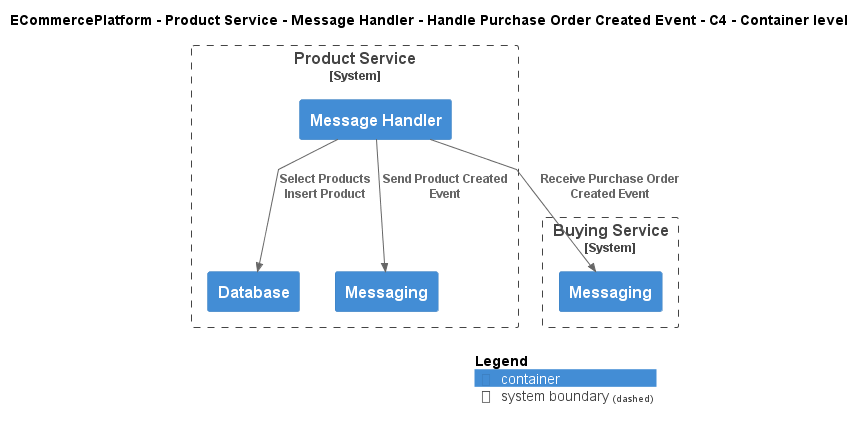 ECommercePlatform - Product Service - Message Handler - Handle Purchase Order Created Event - C4 - Container level
Product Service
[System]
Message Handler
Select Products
Insert Product
Send Product Created
Event
Receive Purchase Order
Created Event
Buying Service
[System]
Database
Messaging
Messaging
Legend
container
system boundary (dashed)